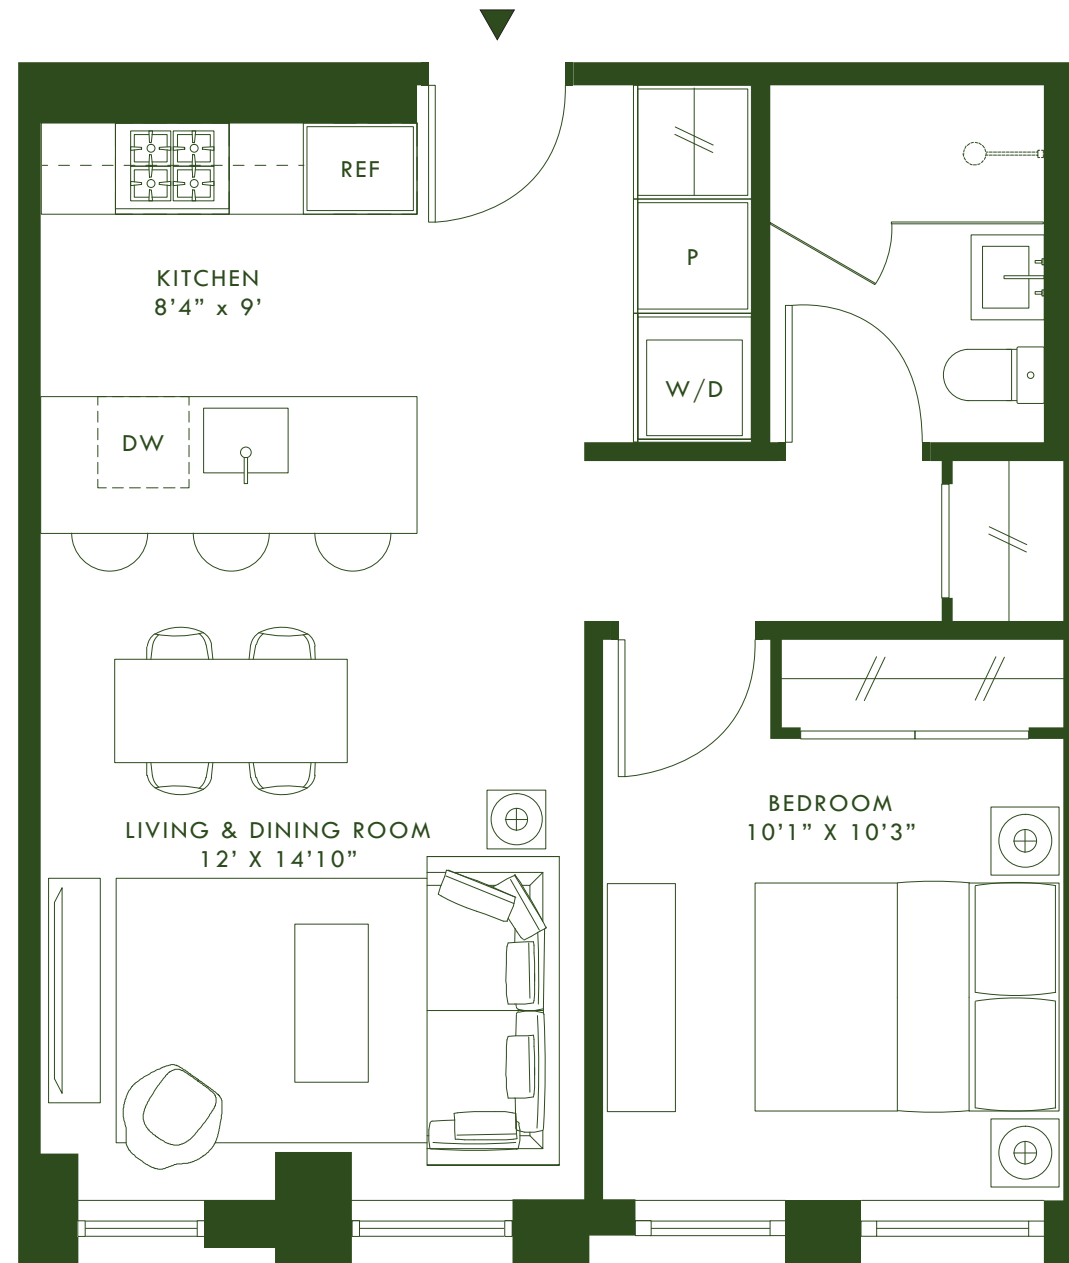 REF
P
KITCHEN
8’4” x 9’
W/D
DW
BEDROOM
10’1” X 10’3”
LIVING & DINING ROOM
12’ X 14’10”